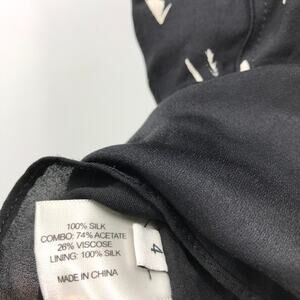 100% SILK
COMBO: 74% ACETATE
26% VISCOSE
LINING: 100% SILK
MADE IN CHINA
4